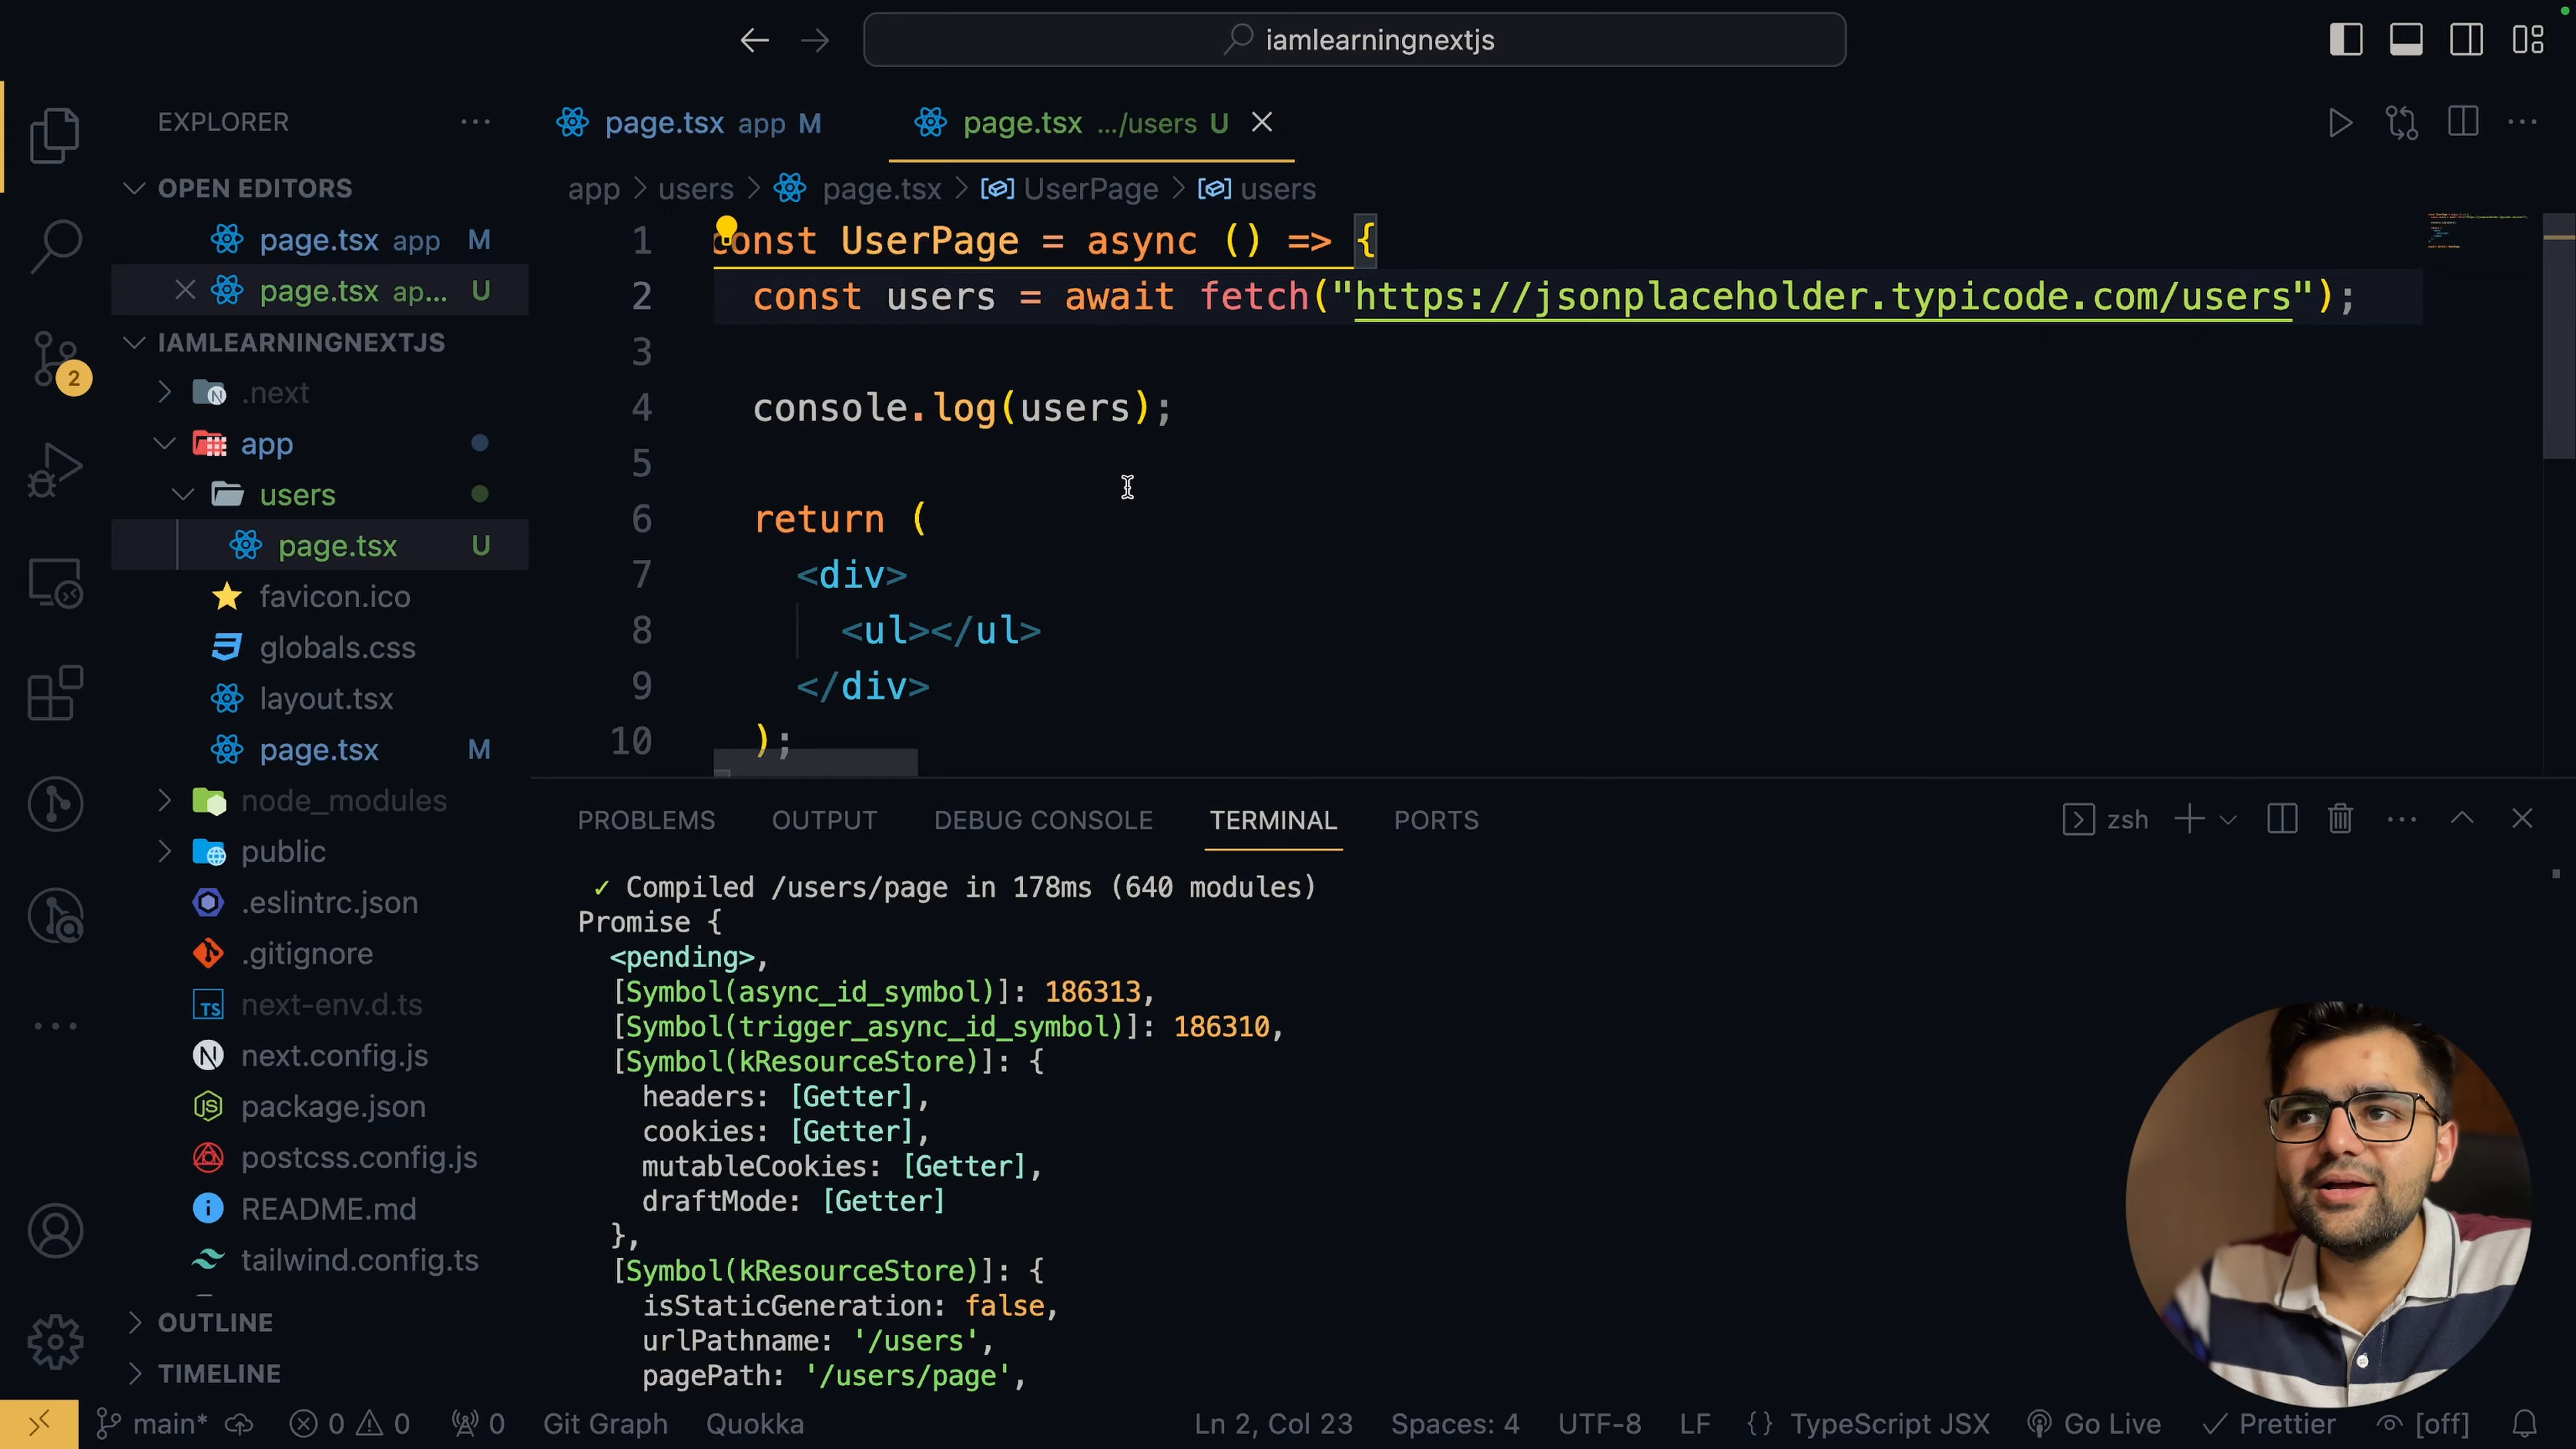 iamlearningnextjs
EXPLORER
OPEN EDITORS
page.tsx app M
page.tsx ap... U
IAMLEARNINGNEXTJS
.next
app
users
page.tsx U
favicon.ico
globals.css
layout.tsx
page.tsx M
node_modules
public
.eslintrc.json
.gitignore
next-env.d.ts
next.config.js
package.json
postcss.config.js
README.md
tailwind.config.ts
OUTLINE
TIMELINE
2
page.tsx app M
page.tsx .../users U
app > users > page.tsx > UserPage > users
1 const UserPage = async () => {
2 const users = await fetch("https://jsonplaceholder.typicode.com/users");
3
4 console.log(users);
5
6 return (
7 <div>
8 <ul></ul>
9 </div>
10 );
PROBLEMS OUTPUT DEBUG CONSOLE TERMINAL PORTS zsh
✓ Compiled /users/page in 178ms (640 modules)
Promise {
<pending>,
[Symbol(async_id_symbol)]: 186313,
[Symbol(trigger_async_id_symbol)]: 186310,
[Symbol(kResourceStore)]: {
headers: [Getter],
cookies: [Getter],
mutableCookies: [Getter],
draftMode: [Getter]
},
[Symbol(kResourceStore)]: {
isStaticGeneration: false,
urlPathname: '/users',
pagePath: '/users/page',
main* 0 0 0 Git Graph Quokka Ln 2, Col 23 Spaces: 4 UTF-8 LF {} TypeScript JSX Go Live Prettier [off]